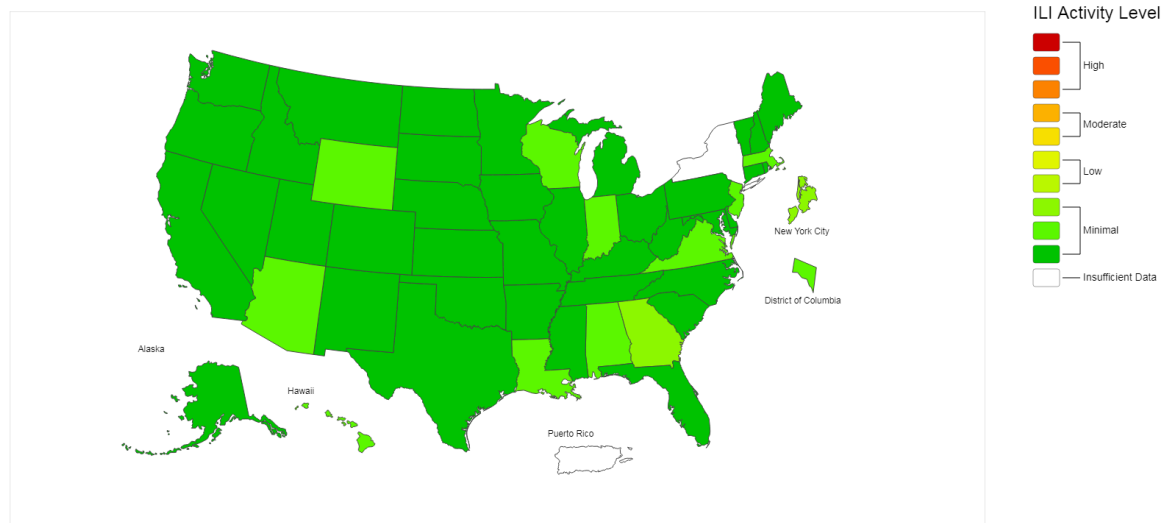 ILI Activity Level
High
Moderate
Low
Minimal
Insufficient Data
New York City
District of Columbia
Alaska
Hawaii
Puerto Rico